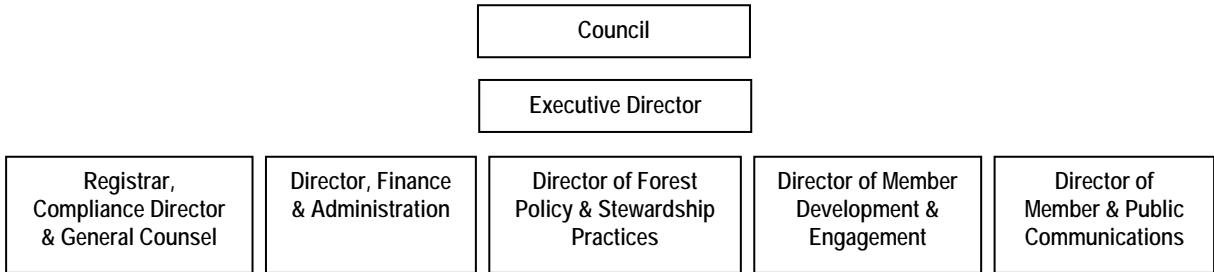 Council
Executive Director
Registrar,
Compliance Director
& General Counsel
Director, Finance
& Administration
Director of Forest
Policy & Stewardship
Practices
Director of Member
Development &
Engagement
Director of
Member & Public
Communications